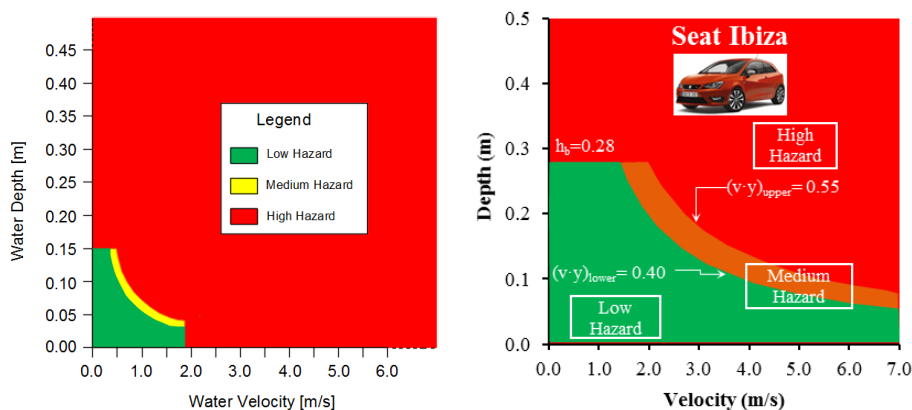 0.50
0.45
0.40
0.35
0.30
0.25
0.20
0.15
0.10
0.05
0.00
Water Depth [m]
Legend
Low Hazard
Medium Hazard
High Hazard
0.0 1.0 2.0 3.0 4.0 5.0 6.0
Water Velocity [m/s]
0.5
0.4
0.3
0.2
0.1
0.0
Depth (m)
Seat Ibiza
High
Hazard
h_b=0.28
(v·y)upper= 0.55
(v·y)lower= 0.40
Medium
Hazard
Low
Hazard
0.0 1.0 2.0 3.0 4.0 5.0 6.0 7.0
Velocity (m/s)